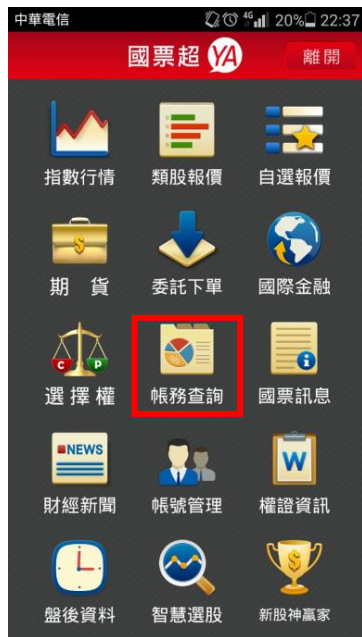 中華電信 4G 20% 22:37
國票超 YA 離開
指數行情 類股報價 自選報價
$
期 貨 委託下單 國際金融
C P % i
選擇權 帳務查詢 國票訊息
NEWS W
財經新聞 帳號管理 權證資訊
L $
盤後資料 智慧選股 新股神赢家